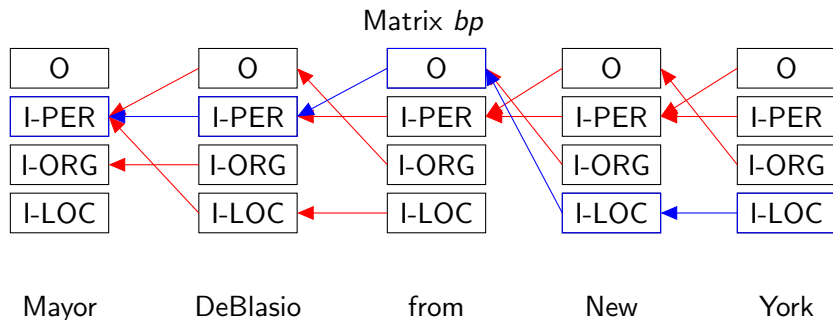 Matrix bp
O O O O O
I-PER I-PER I-PER I-PER I-PER
I-ORG I-ORG I-ORG I-ORG I-ORG
I-LOC I-LOC I-LOC I-LOC I-LOC
Mayor DeBlasio from New York